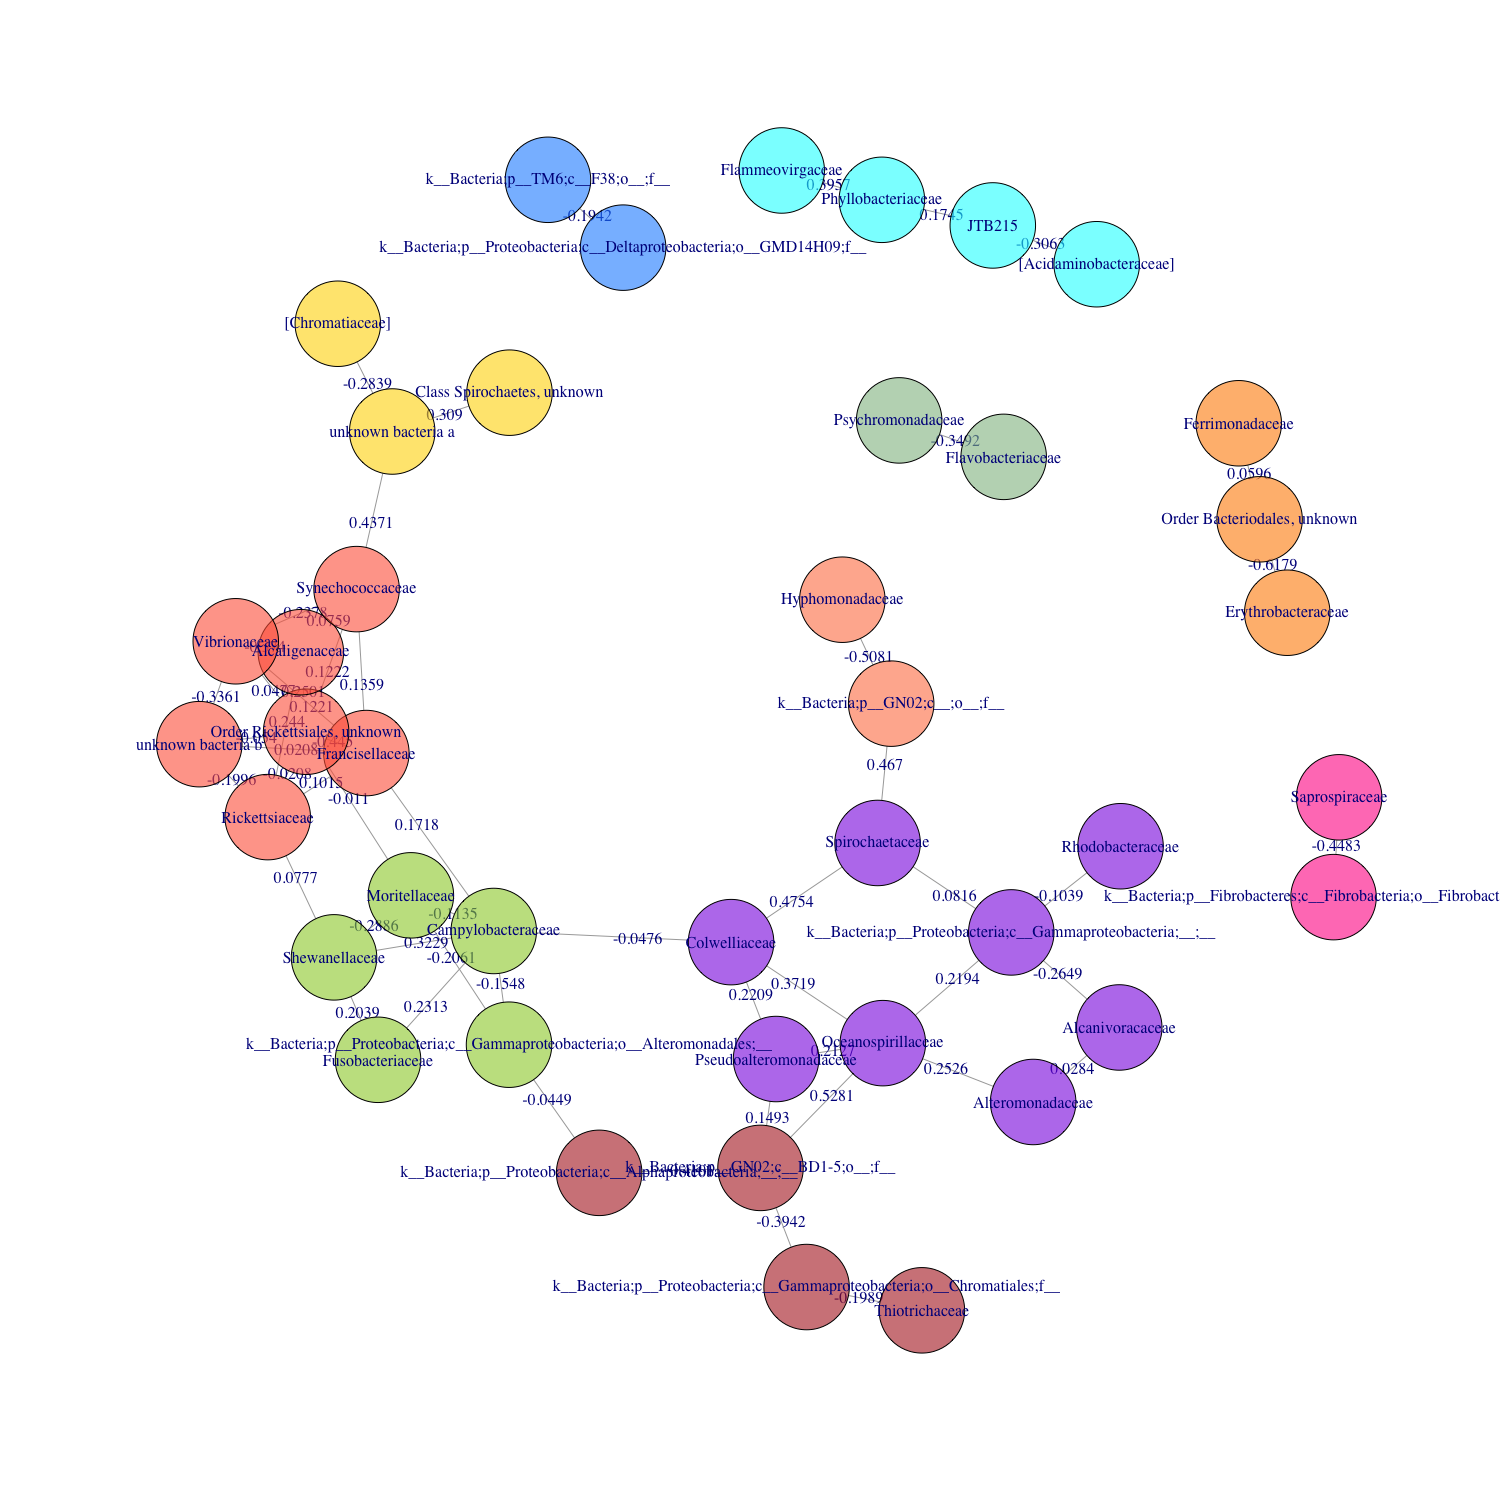 Flammeovirgaceae
k__Bacteria;p__TM6;c__F38;o__;f__
0.3957
Phyllobacteriaceae
-0.1942
0.1745
JTB215
k__Bacteria;p__Proteobacteria;c__Deltaproteobacteria;o__GMD14H09;f__
-0.3063
[Acidaminobacteraceae]
[Chromatiaceae]
-0.2839
Class Spirochaetes, unknown
0.309
unknown bacteria a
Psychromonadaceae
-0.3492
Flavobacteriaceae
Ferrimonadaceae
0.0596
Order Bacteriodales, unknown
0.4371
-0.6179
Synechococcaceae
Hyphomonadaceae
Erythrobacteraceae
-0.2378
0.0759
Vibrionaceae
Alcaligenaceae
-0.5081
0.1222
0.1359
-0.3361
0.1221
k__Bacteria;p__GN02;c__;o__;f__
0.244
Order Rickettsiales, unknown
unknown bacteria b
0.0208
Francisellaceae
0.467
-0.1996
0.1015
-0.011
Saprospiraceae
Rickettsiaceae
0.1718
Spirochaetaceae
Rhodobacteraceae
-0.4483
0.0777
Moritellaceae
0.4754
0.0816
-0.1039
k__Bacteria;p__Fibrobacteres;c__Fibrobacteria;o__Fibrobact
-0.1135
-0.2886
Campylobacteraceae
k__Bacteria;p__Proteobacteria;c__Gammaproteobacteria;__;__
0.3229
-0.0476
Colwelliaceae
Shewanellaceae
-0.2061
-0.1548
0.3719
0.2194
-0.2649
0.2209
0.2039
0.2313
Alcanivoracaceae
k__Bacteria;p__Proteobacteria;c__Gammaproteobacteria;o__Alteromonadales;__
Oceanospirillaceae
0.2127
Fusobacteriaceae
Pseudoalteromonadaceae
0.2526
0.0284
-0.0449
0.5281
Alteromonadaceae
0.1493
k__Bacteria;p__GN02;c__BD1-5;o__;f__
k__Bacteria;p__Proteobacteria;c__Alphaproteobacteria;__;__
-0.3942
k__Bacteria;p__Proteobacteria;c__Gammaproteobacteria;o__Chromatiales;f__
-0.1989
Thiotrichaceae